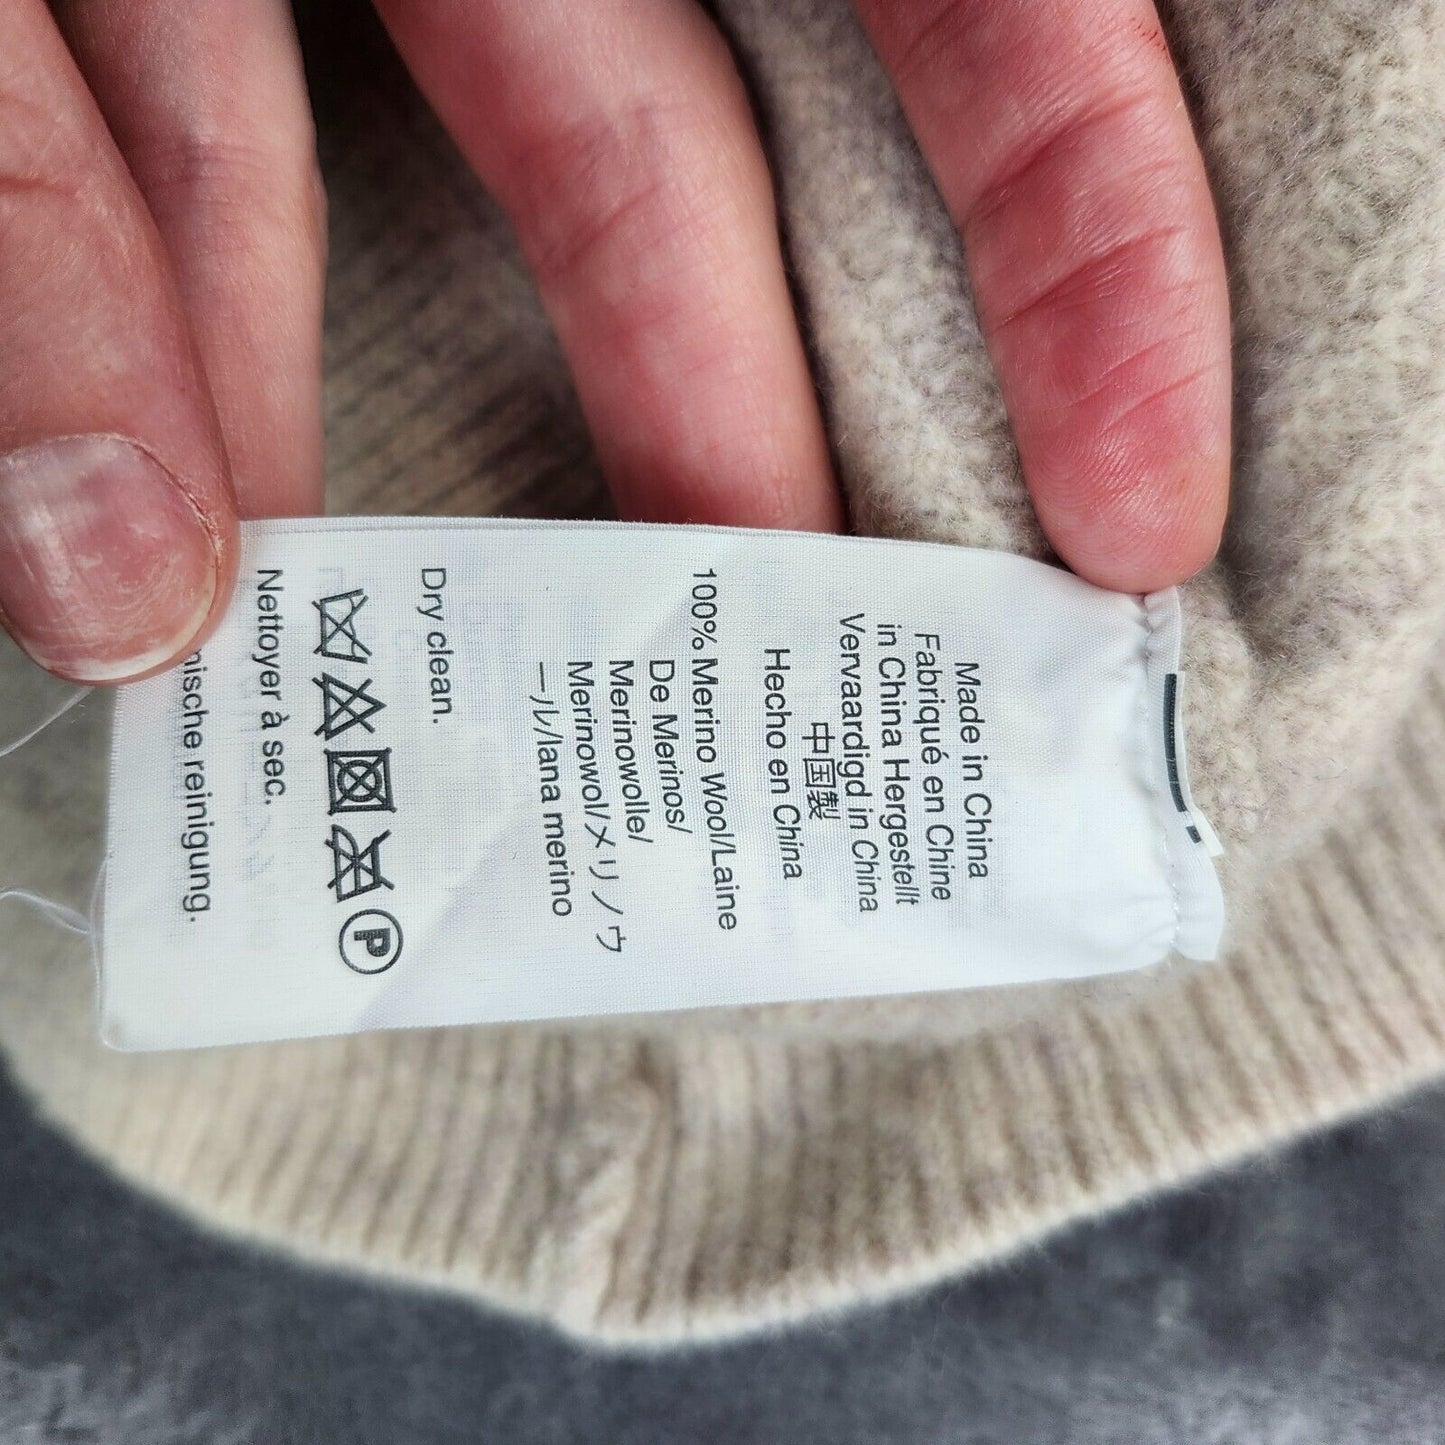 Made in China
Fabriqué en Chine
in China Hergestellt
Vervaardigd in China
中国製
Hecho en China
100% Merino Wool/Laine
De Merinos/
Merinowolle/
Merinowol/メリノウ
ール/lana merino
Dry clean.
P
Nettoyer à sec.
nische reinigung.